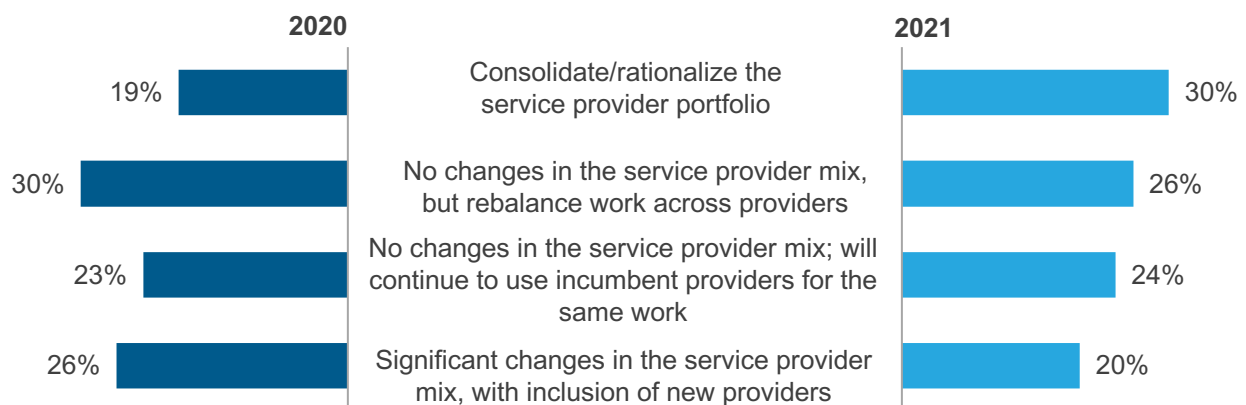 2020
2021
19%
Consolidate/rationalize the
service provider portfolio
30%
30%
No changes in the service provider mix,
but rebalance work across providers
26%
23%
No changes in the service provider mix; will
continue to use incumbent providers for the
same work
24%
26%
Significant changes in the service provider
mix, with inclusion of new providers
20%